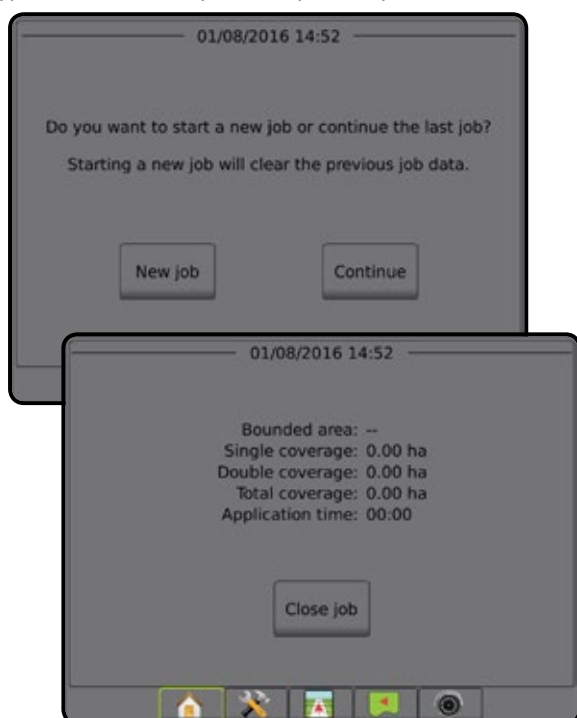 01/08/2016 14:52
Do you want to start a new job or continue the last job?
Starting a new job will clear the previous job data.
New job
Continue
01/08/2016 14:52
Bounded area: --
Single coverage: 0.00 ha
Double coverage: 0.00 ha
Total coverage: 0.00 ha
Application time: 00:00
Close job